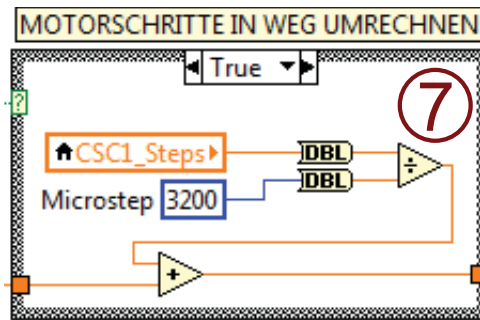 MOTORSCHRITTE IN WEG UMRECHNEN
True
?
7
CSC1_Steps
DBL
DBL
÷
Microstep 3200
+